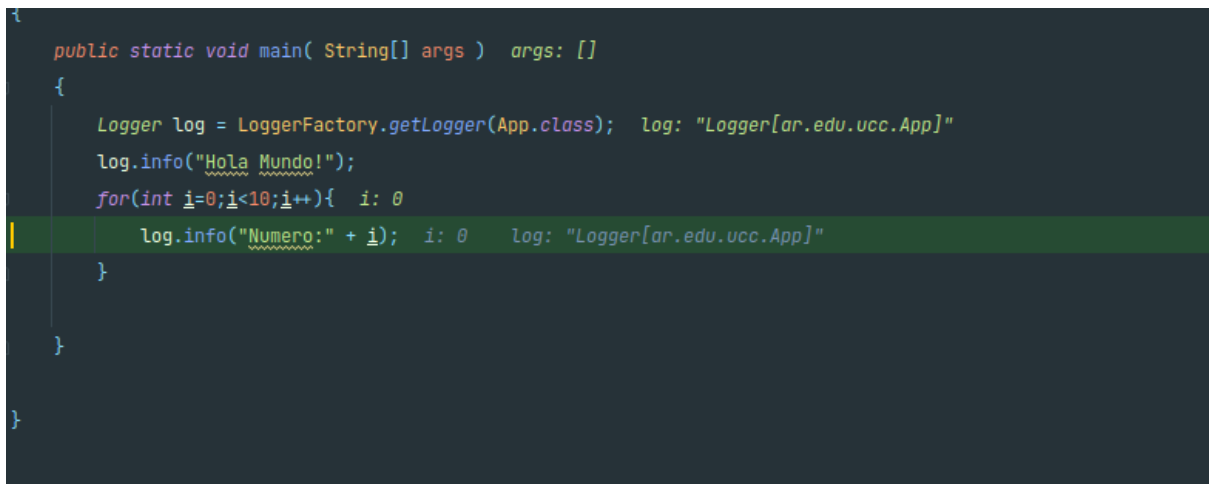 {
public static void main( String[] args )  args: []
{
Logger log = LoggerFactory.getLogger(App.class);  log: "Logger[ar.edu.ucc.App]"
log.info("Hola Mundo!");
for(int i=0;i<10;i++){  i: 0
log.info("Numero:" + i);  i: 0    log: "Logger[ar.edu.ucc.App]"
}
}
}